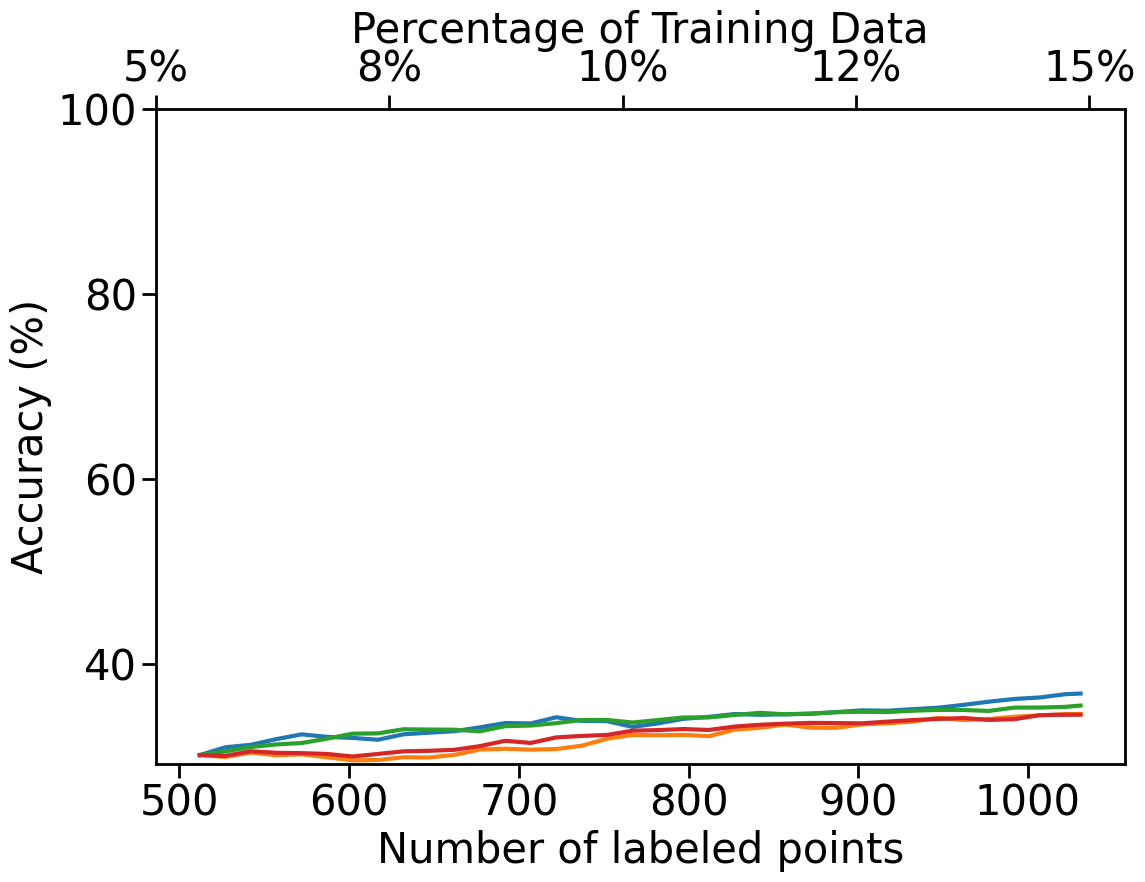 Percentage of Training Data
5% 8% 10% 12% 15%
100
80
60
40
Accuracy (%)
500 600 700 800 900 1000
Number of labeled points